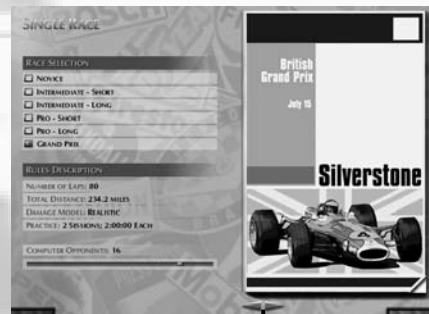 SINGLE RACE
RACE SELECTION
NOVICE
INTERMEDIATE - SHORT
INTERMEDIATE - LONG
PRO - SHORT
PRO - LONG
GRAND PRIX
RULES DESCRIPTION
NUMBER OF LAPS: 80
TOTAL DISTANCE: 234.2 MILES
DAMAGE MODEL: REALISTIC
PRACTICE: 2 SESSIONS; 2:00:00 EACH
COMPUTER OPPONENTS: 16
British
Grand Prix
July 15
Silverstone